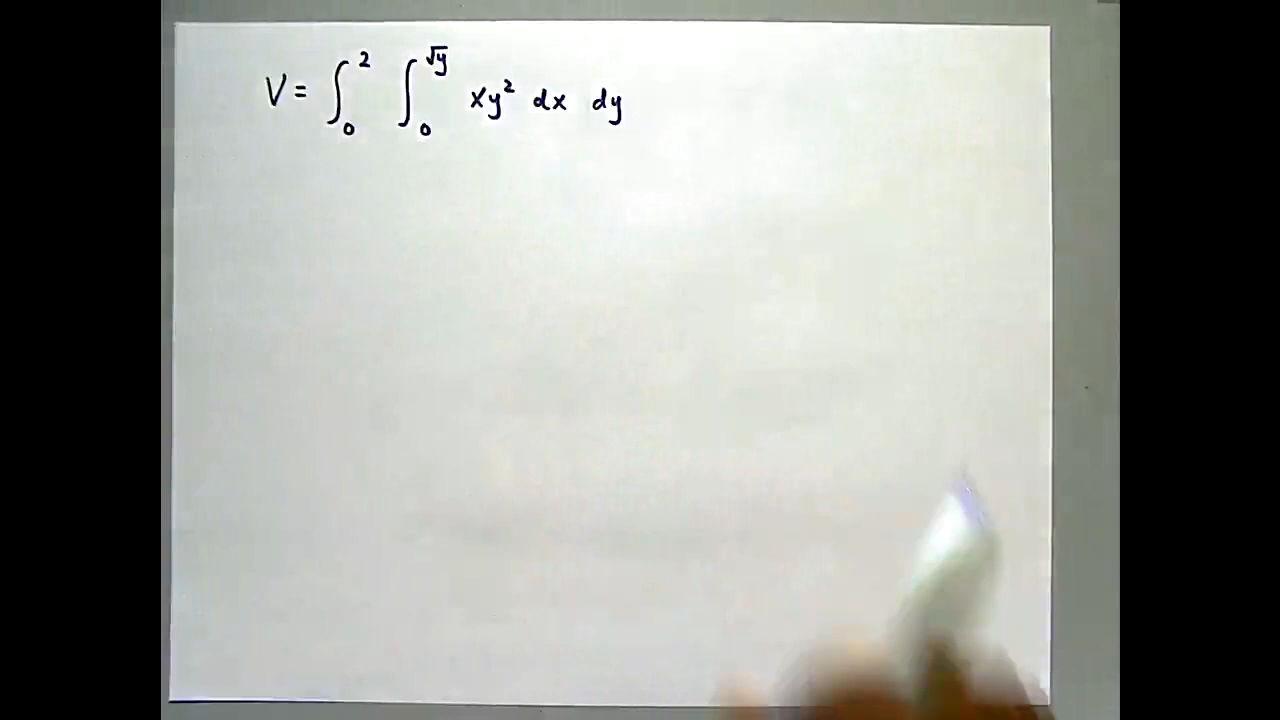 V = ∫₀² ∫₀^√y xy² dx dy